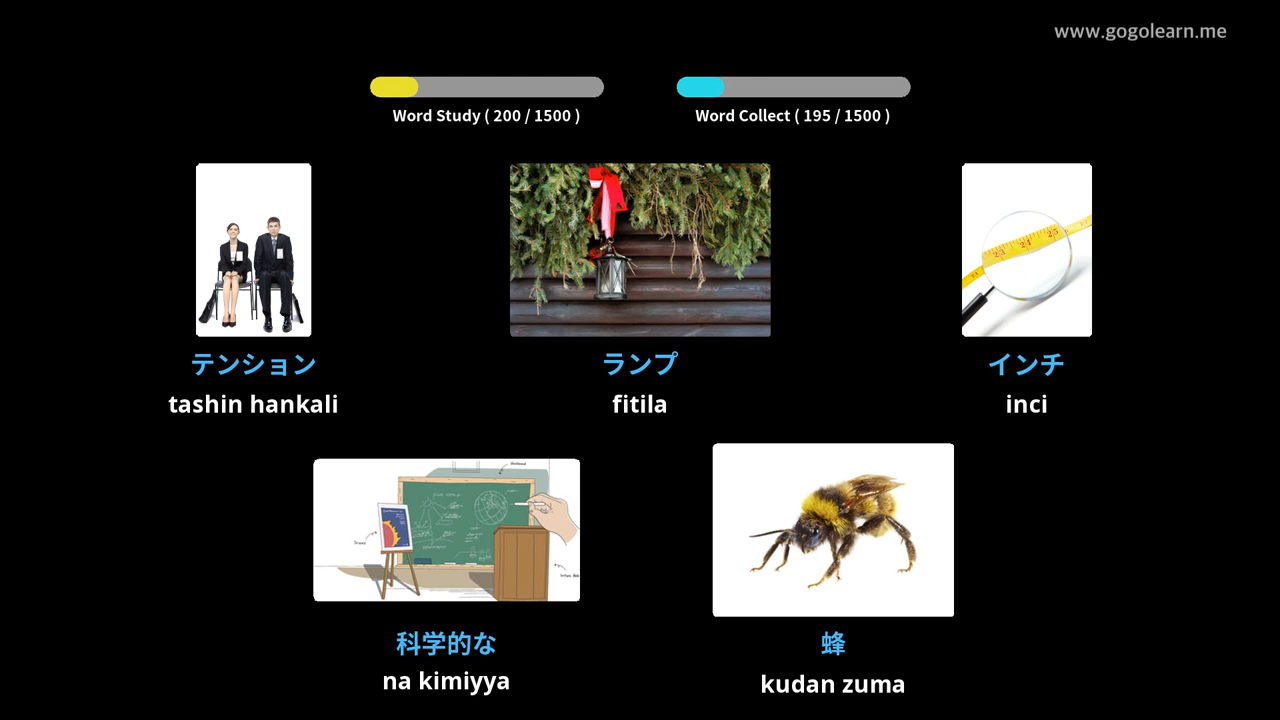 www.gogolearn.me
Word Study ( 200 / 1500 )
Word Collect ( 195 / 1500 )
テンション
ランプ
インチ
tashin hankali
fitila
inci
科学的な
蜂
na kimiyya
kudan zuma